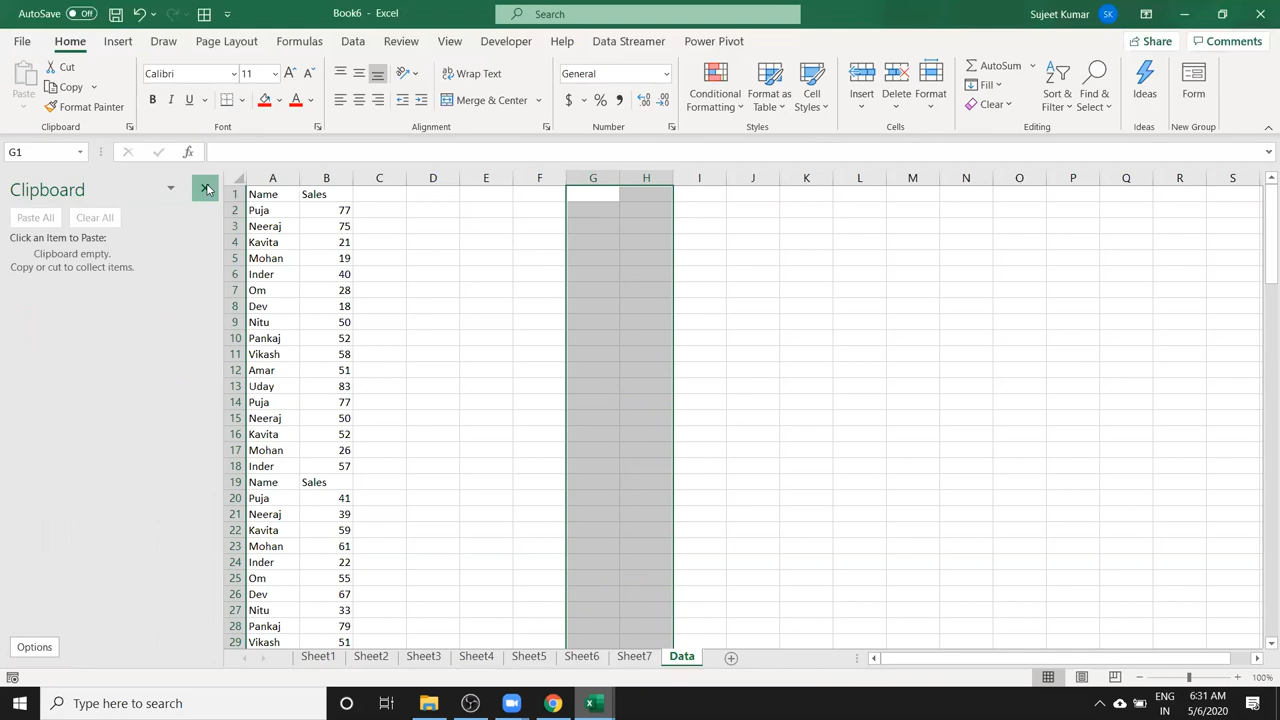 AutoSave Off Book6 - Excel Search Sujeet Kumar SK
File Home Insert Draw Page Layout Formulas Data Review View Developer Help Data Streamer Power Pivot Share Comments
Paste Cut Copy Format Painter
Clipboard
Calibri 11 B I U A
Font
Wrap Text Merge & Center
Alignment
General $ % ,
Number
Conditional Formatting Format as Table Cell Styles
Styles
Insert Delete Format
Cells
AutoSum Fill Clear Sort & Filter Find & Select
Editing
Ideas
Ideas
Form
New Group
G1 fx
Clipboard
Paste All Clear All
Click an Item to Paste:
Clipboard empty.
Copy or cut to collect items.
Options
A B C D E F G H I J K L M N O P Q R S
1 Name Sales
2 Puja 77
3 Neeraj 75
4 Kavita 21
5 Mohan 19
6 Inder 40
7 Om 28
8 Dev 18
9 Nitu 50
10 Pankaj 52
11 Vikash 58
12 Amar 51
13 Uday 83
14 Puja 77
15 Neeraj 50
16 Kavita 52
17 Mohan 26
18 Inder 57
19 Name Sales
20 Puja 41
21 Neeraj 39
22 Kavita 59
23 Mohan 61
24 Inder 22
25 Om 55
26 Dev 67
27 Nitu 33
28 Pankaj 79
29 Vikash 51
Sheet1 Sheet2 Sheet3 Sheet4 Sheet5 Sheet6 Sheet7 Data
100%
Type here to search ENG 6:31 AM
IN 5/6/2020